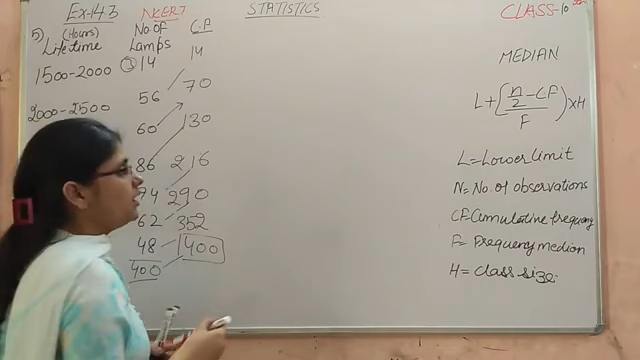 Ex-14.3 NCERT STATISTICS CLASS-10
5) (Hours) No. of C.F
Life time Lamps
1500-2000 14 14
56 70
2000-2500
60 130
86 216
74 290
62 352
48 400
400
MEDIAN
L+(n/2-CF/F)×H
L=Lower limit
N=No. of observations
CF=Cumulative frequency
F=Frequency median
H=Class size